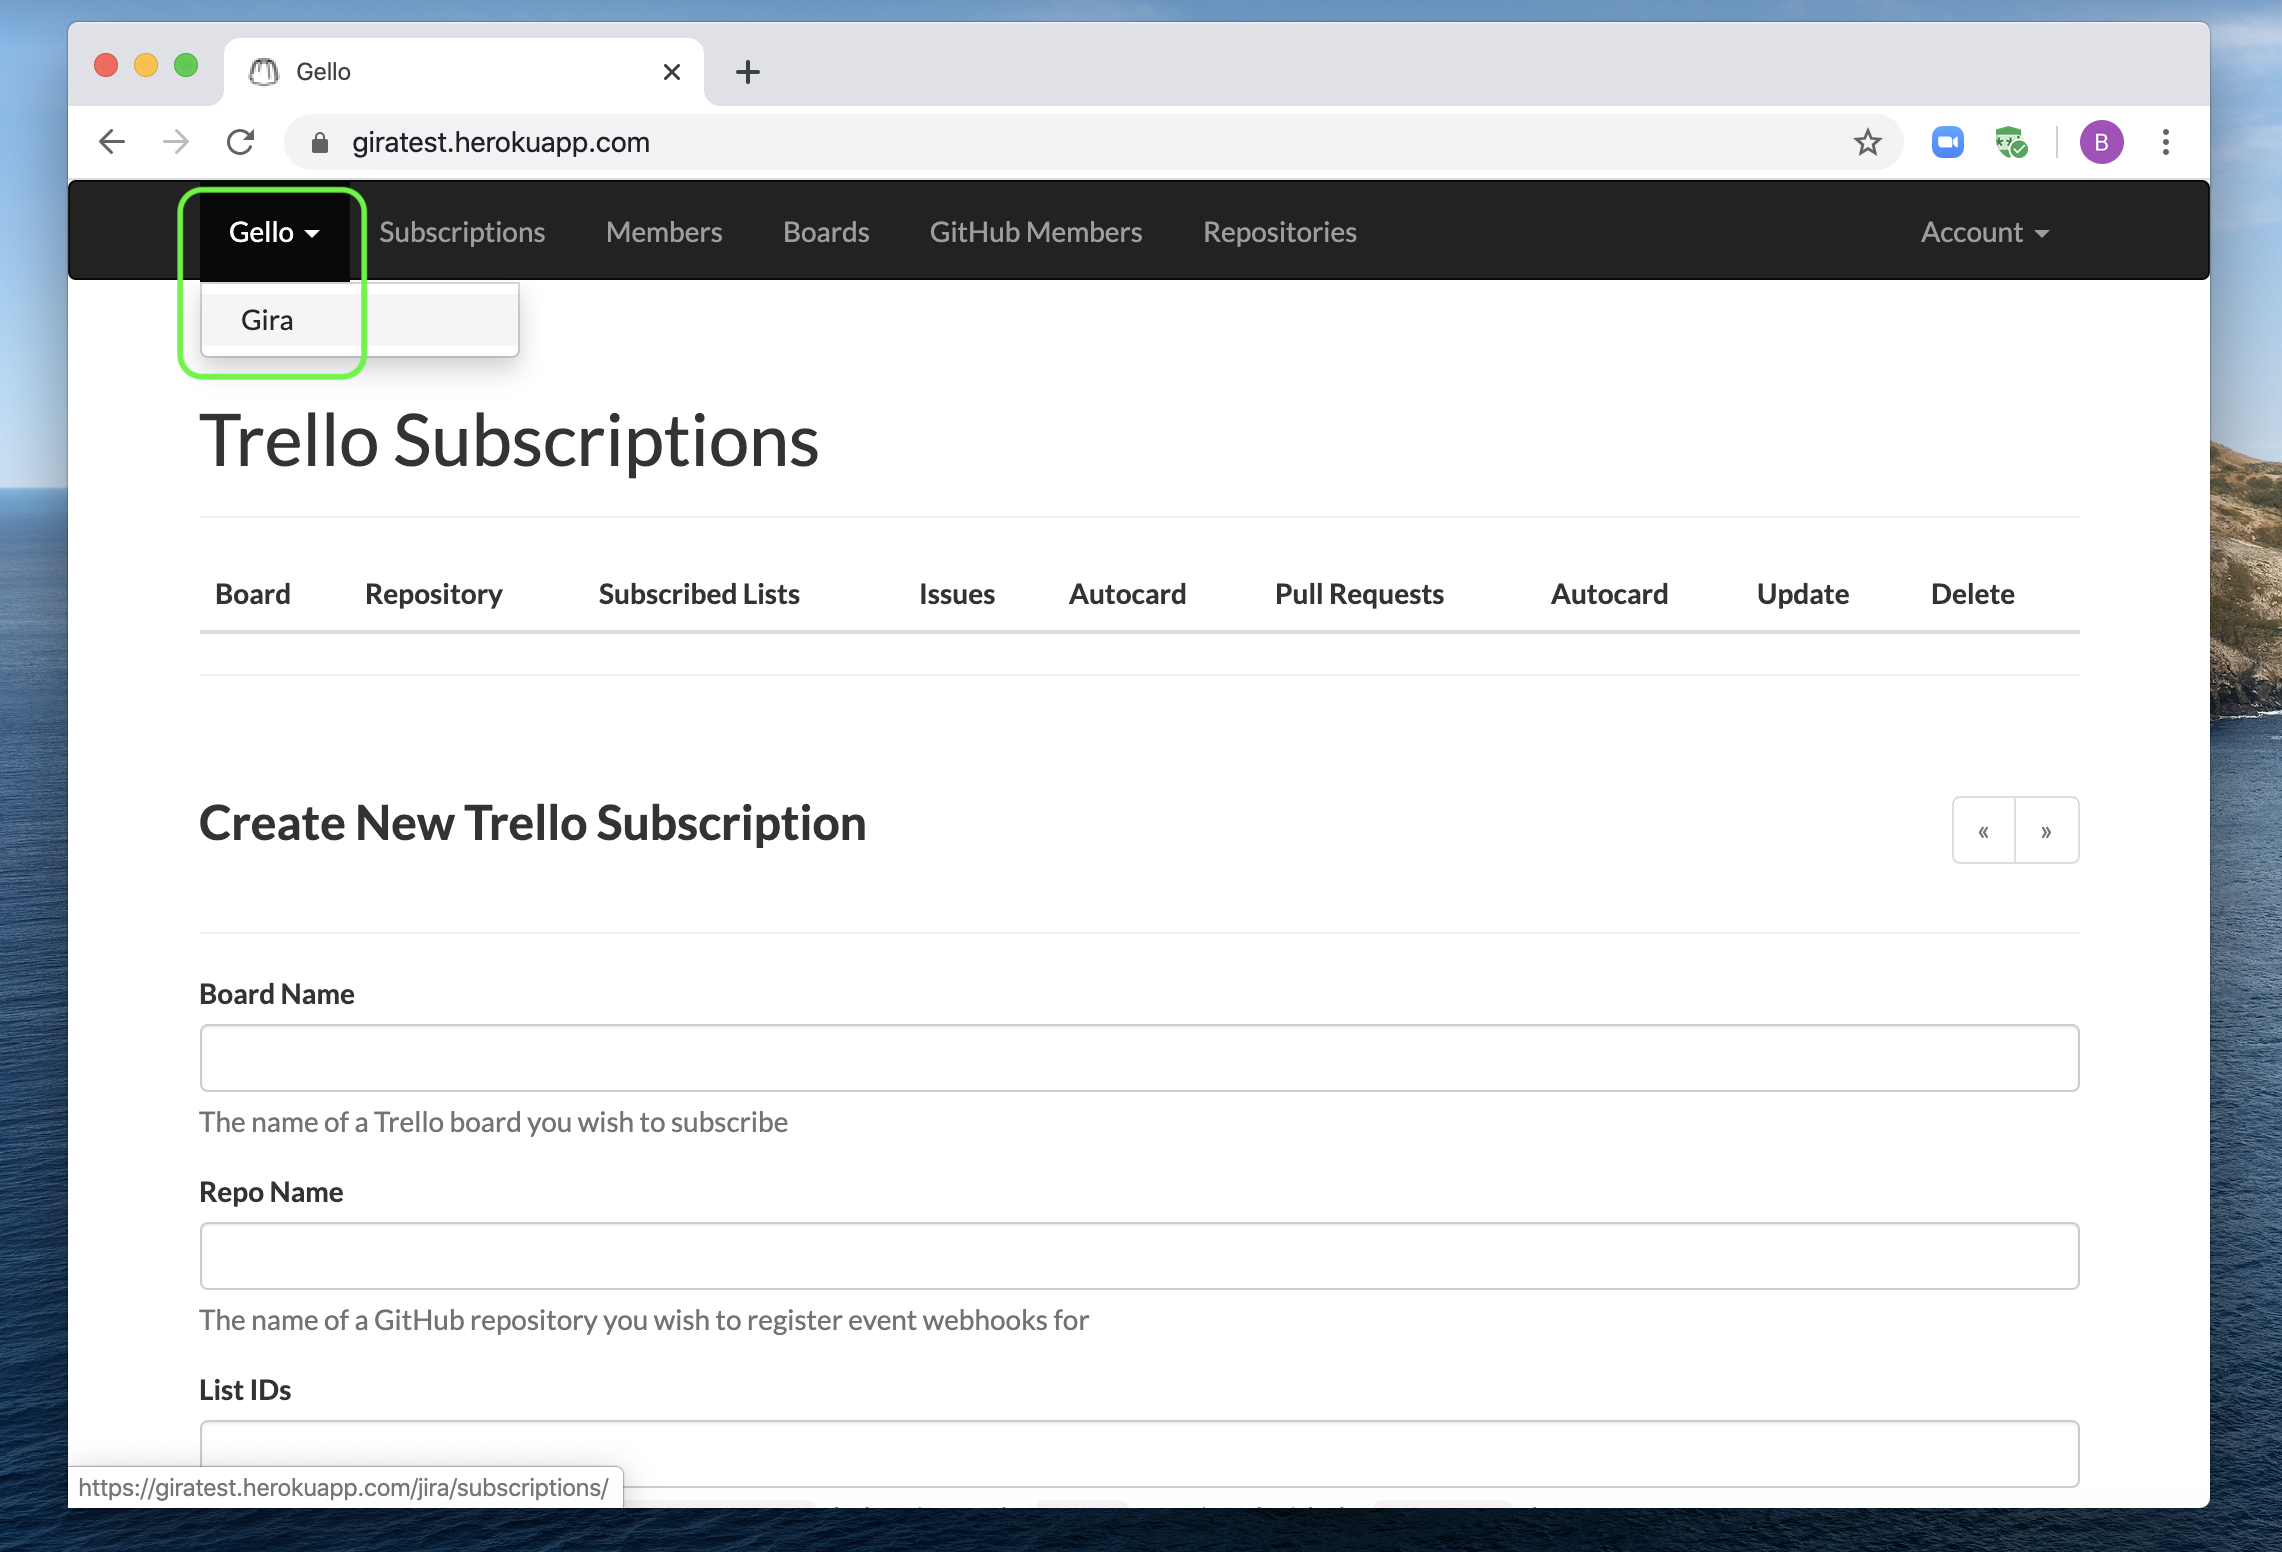 Gello
giratest.herokuapp.com
B
Gello Subscriptions Members Boards GitHub Members Repositories Account
Gira
Trello Subscriptions
Board Repository Subscribed Lists Issues Autocard Pull Requests Autocard Update Delete
Create New Trello Subscription
« »
Board Name
The name of a Trello board you wish to subscribe
Repo Name
The name of a GitHub repository you wish to register event webhooks for
List IDs
https://giratest.herokuapp.com/jira/subscriptions/